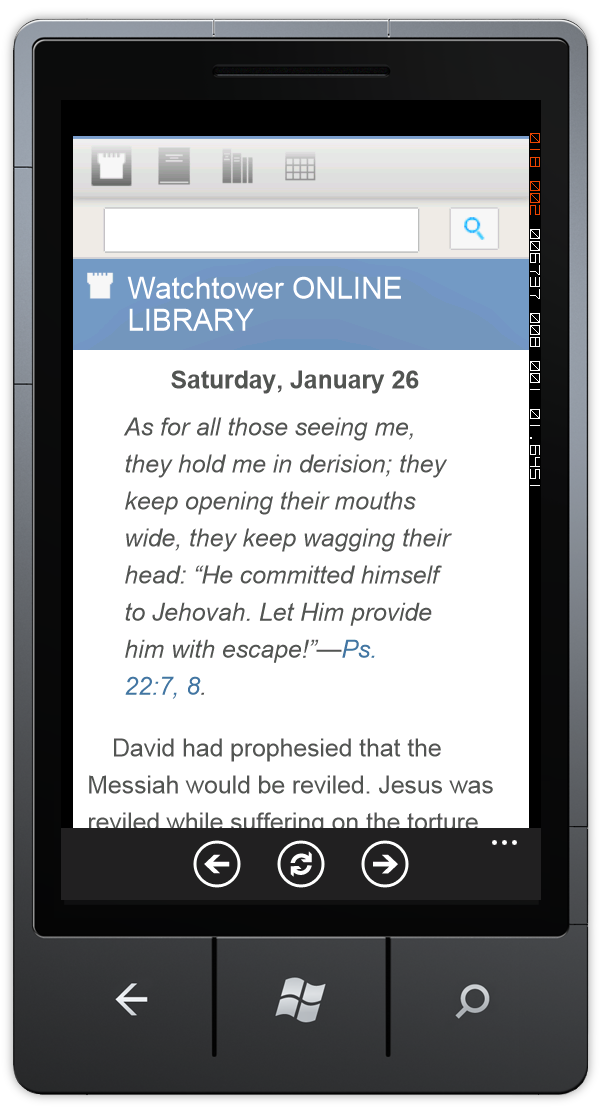 Watchtower ONLINE
LIBRARY
Saturday, January 26
As for all those seeing me,
they hold me in derision; they
keep opening their mouths
wide, they keep wagging their
head: “He committed himself
to Jehovah. Let Him provide
him with escape!”—Ps.
22:7, 8.
David had prophesied that the
Messiah would be reviled. Jesus was
reviled while suffering on the torture